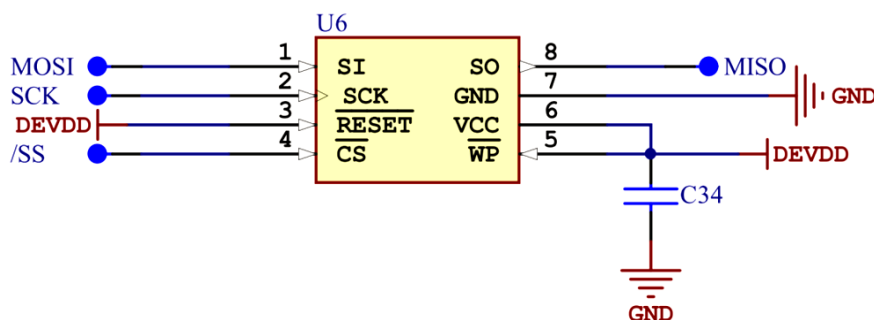 U6
MOSI 1 SI SO 8 MISO
SCK 2 SCK GND 7 GND
DEVDD 3 RESET VCC 6
/SS 4 CS WP 5 DEVDD
C34
GND